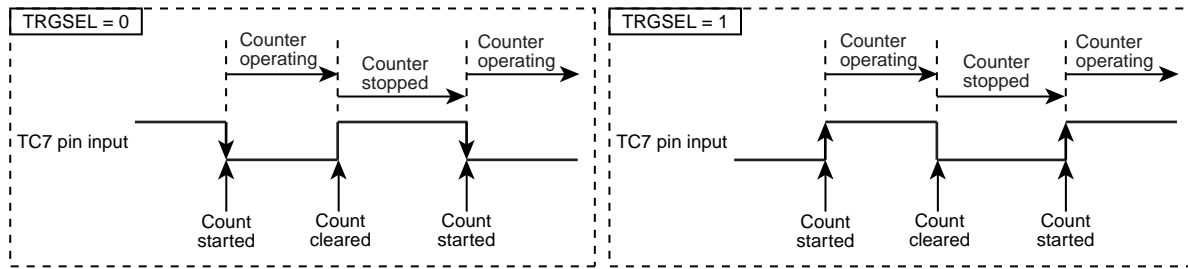 TRGSEL = 0
Counter
operating
Counter
stopped
Counter
operating
TC7 pin input
Count
started
Count
cleared
Count
started
TRGSEL = 1
Counter
operating
Counter
stopped
Counter
operating
TC7 pin input
Count
started
Count
cleared
Count
started